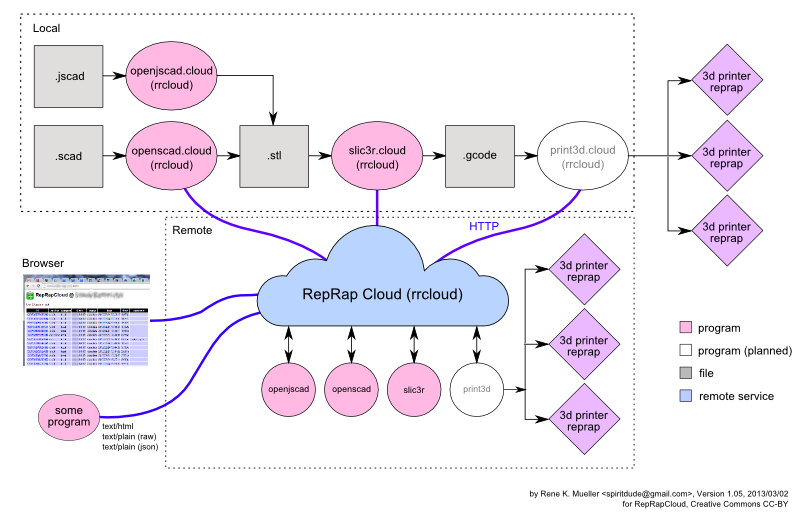 Local
.jscad
openjscad.cloud
(rrcloud)
3d printer
reprap
.scad
openscad.cloud
(rrcloud)
.stl
slic3r.cloud
(rrcloud)
.gcode
print3d.cloud
(rrcloud)
3d printer
reprap
3d printer
reprap
HTTP
Remote
Browser
RepRapCloud @
RepRap Cloud (rrcloud)
3d printer
reprap
3d printer
reprap
3d printer
reprap
openjscad
openscad
slic3r
print3d
some
program
text/html
text/plain (raw)
text/plain (json)
program
program (planned)
file
remote service
by Rene K. Mueller <spiritdude@gmail.com>, Version 1.05, 2013/03/02
for RepRapCloud, Creative Commons CC-BY